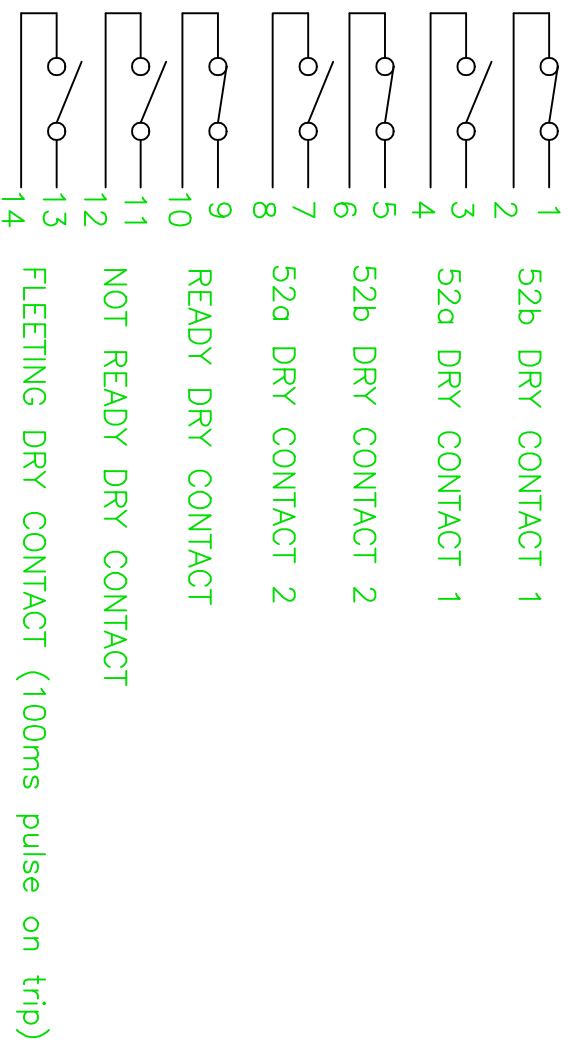 1
2
52b DRY CONTACT 1
3
4
52a DRY CONTACT 1
5
6
52b DRY CONTACT 2
7
8
52a DRY CONTACT 2
9
10
READY DRY CONTACT
11
12
NOT READY DRY CONTACT
13
14
FLEETING DRY CONTACT (100ms pulse on trip)